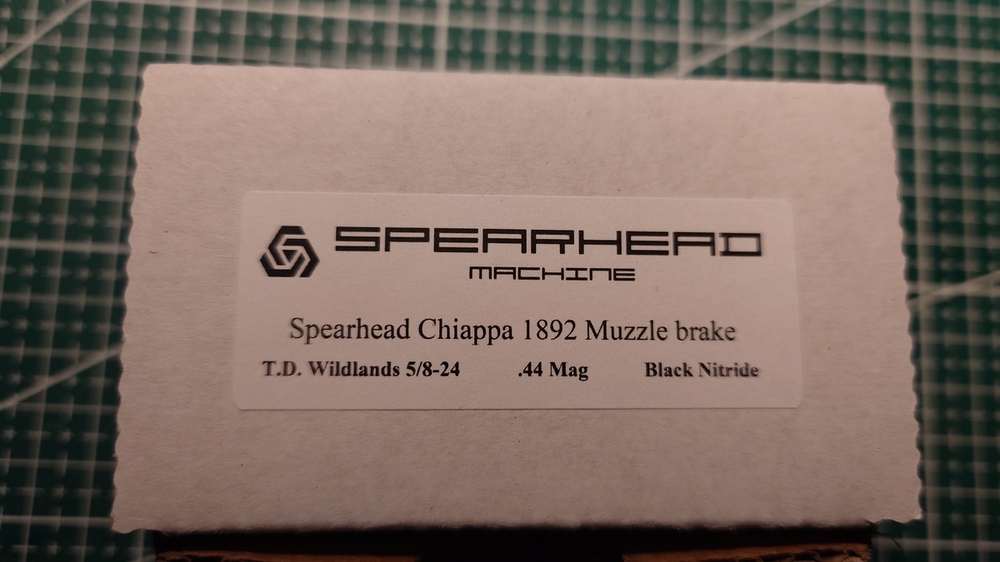 SPEARHEAD
MACHINE
Spearhead Chiappa 1892 Muzzle brake
T.D. Wildlands 5/8-24 .44 Mag Black Nitride